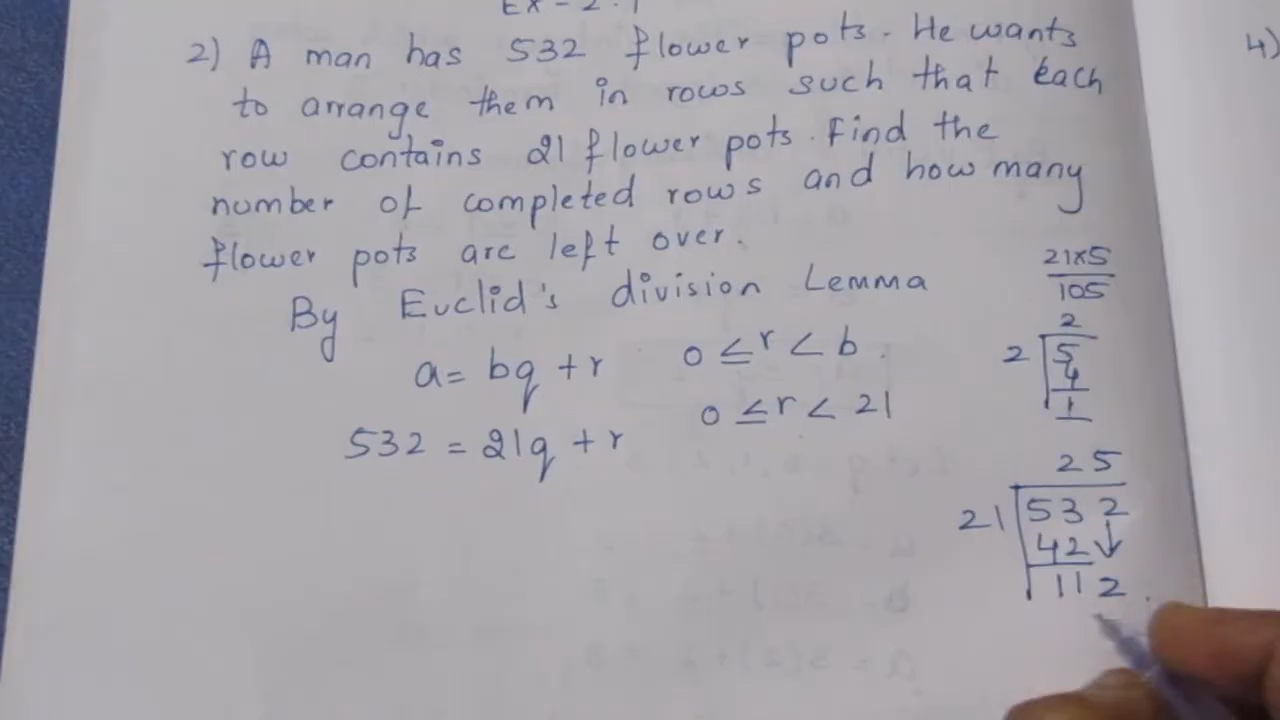 Ex - 2.1
2) A man has 532 flower pots. He wants
to arrange them in rows such that each
row contains 21 flower pots. Find the
number of completed rows and how many
flower pots are left over.
By Euclid's division Lemma
a = bq + r 0 ≤ r < b
0 ≤ r < 21
532 = 21q + r
21×5
105
2
2 5
4
1
25
21 532
42↓
112
4)